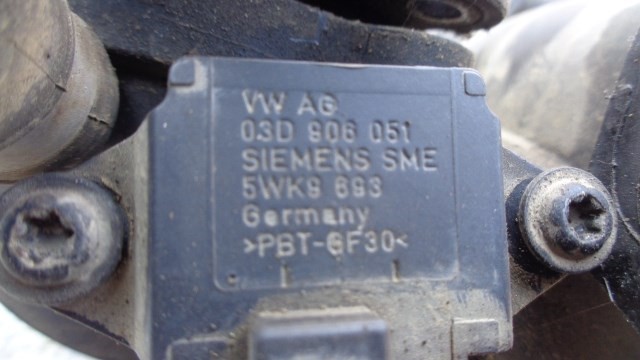 VW AG
03D 906 051
SIEMENS SME
5WK9 693
Germany
>PBT-GF30<